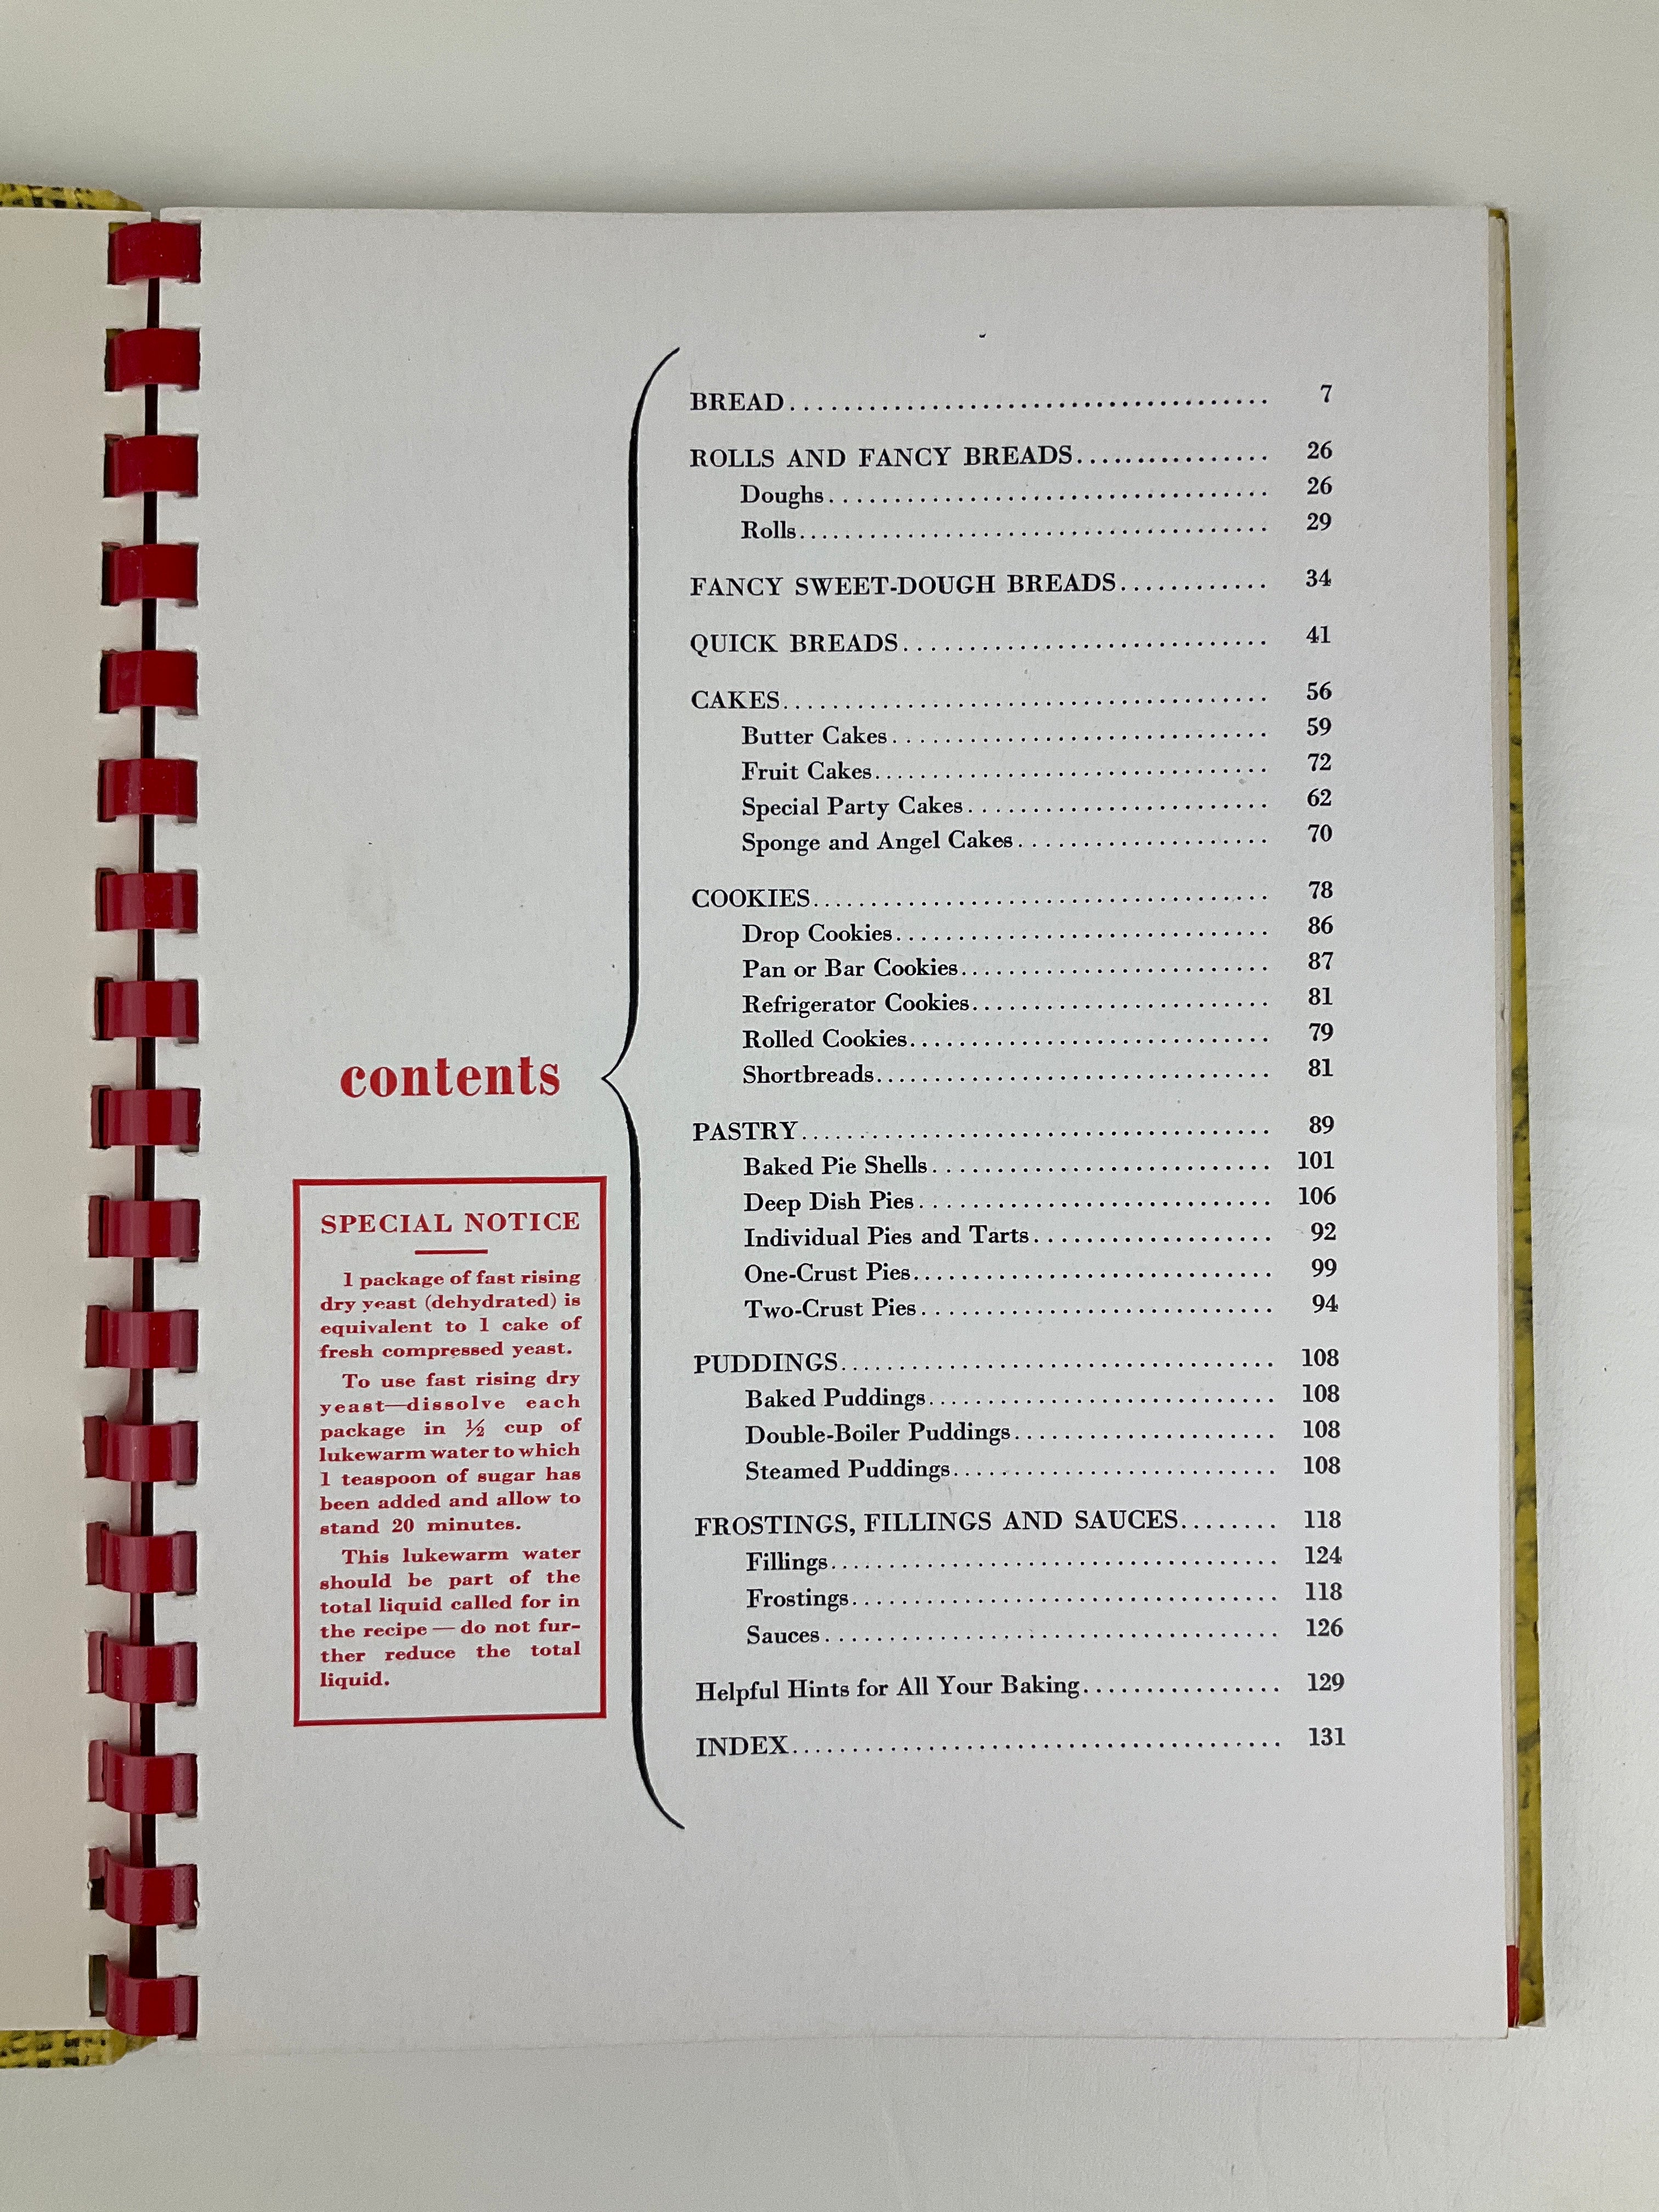 BREAD........................................ 7
ROLLS AND FANCY BREADS................ 26
Doughs.................................. 26
Rolls.................................... 29
FANCY SWEET-DOUGH BREADS............ 34
QUICK BREADS............................ 41
CAKES...................................... 56
Butter Cakes............................. 59
Fruit Cakes.............................. 72
Special Party Cakes....................... 62
Sponge and Angel Cakes................... 70
COOKIES.................................... 78
Drop Cookies............................. 86
Pan or Bar Cookies........................ 87
Refrigerator Cookies....................... 81
Rolled Cookies............................ 79
Shortbreads............................... 81
PASTRY..................................... 89
Baked Pie Shells.......................... 101
Deep Dish Pies........................... 106
Individual Pies and Tarts................... 92
One-Crust Pies............................ 99
Two-Crust Pies........................... 94
PUDDINGS................................. 108
Baked Puddings........................... 108
Double-Boiler Puddings.................... 108
Steamed Puddings......................... 108
FROSTINGS, FILLINGS AND SAUCES........ 118
Fillings................................... 124
Frostings................................. 118
Sauces................................... 126
Helpful Hints for All Your Baking................ 129
INDEX..................................... 131
contents
SPECIAL NOTICE
1 package of fast rising
dry yeast (dehydrated) is
equivalent to 1 cake of
fresh compressed yeast.
To use fast rising dry
yeast—dissolve each
package in ½ cup of
lukewarm water to which
1 teaspoon of sugar has
been added and allow to
stand 20 minutes.
This lukewarm water
should be part of the
total liquid called for in
the recipe — do not fur-
ther reduce the total
liquid.